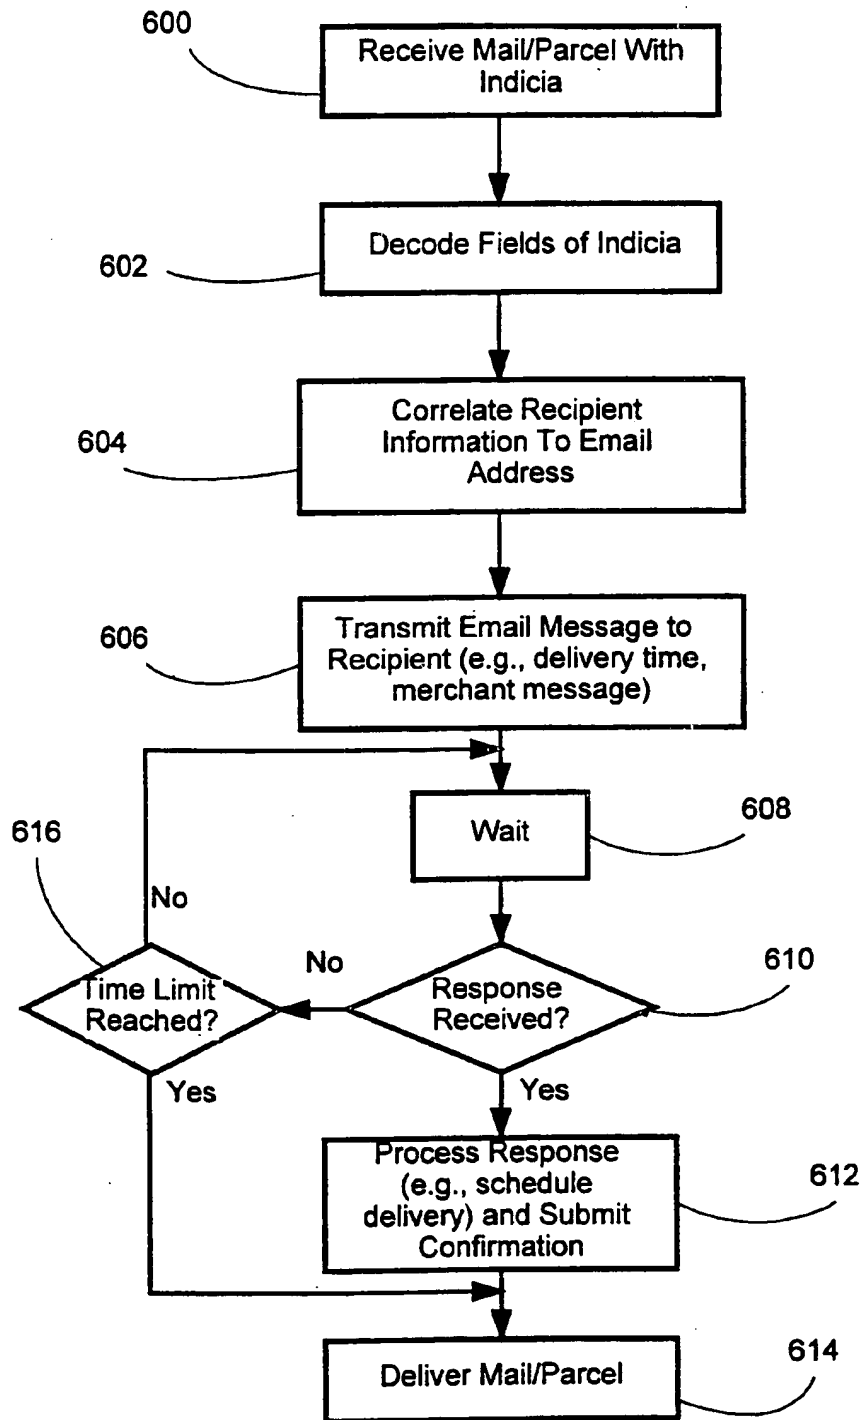 600
Receive Mail/Parcel With
Indicia
602
Decode Fields of Indicia
604
Correlate Recipient
Information To Email
Address
606
Transmit Email Message to
Recipient (e.g., delivery time,
merchant message)
Wait
608
616
No
Time Limit
Reached?
Yes
No
Response
Received?
610
Yes
Process Response
(e.g., schedule
delivery) and Submit
Confirmation
612
Deliver Mail/Parcel
614